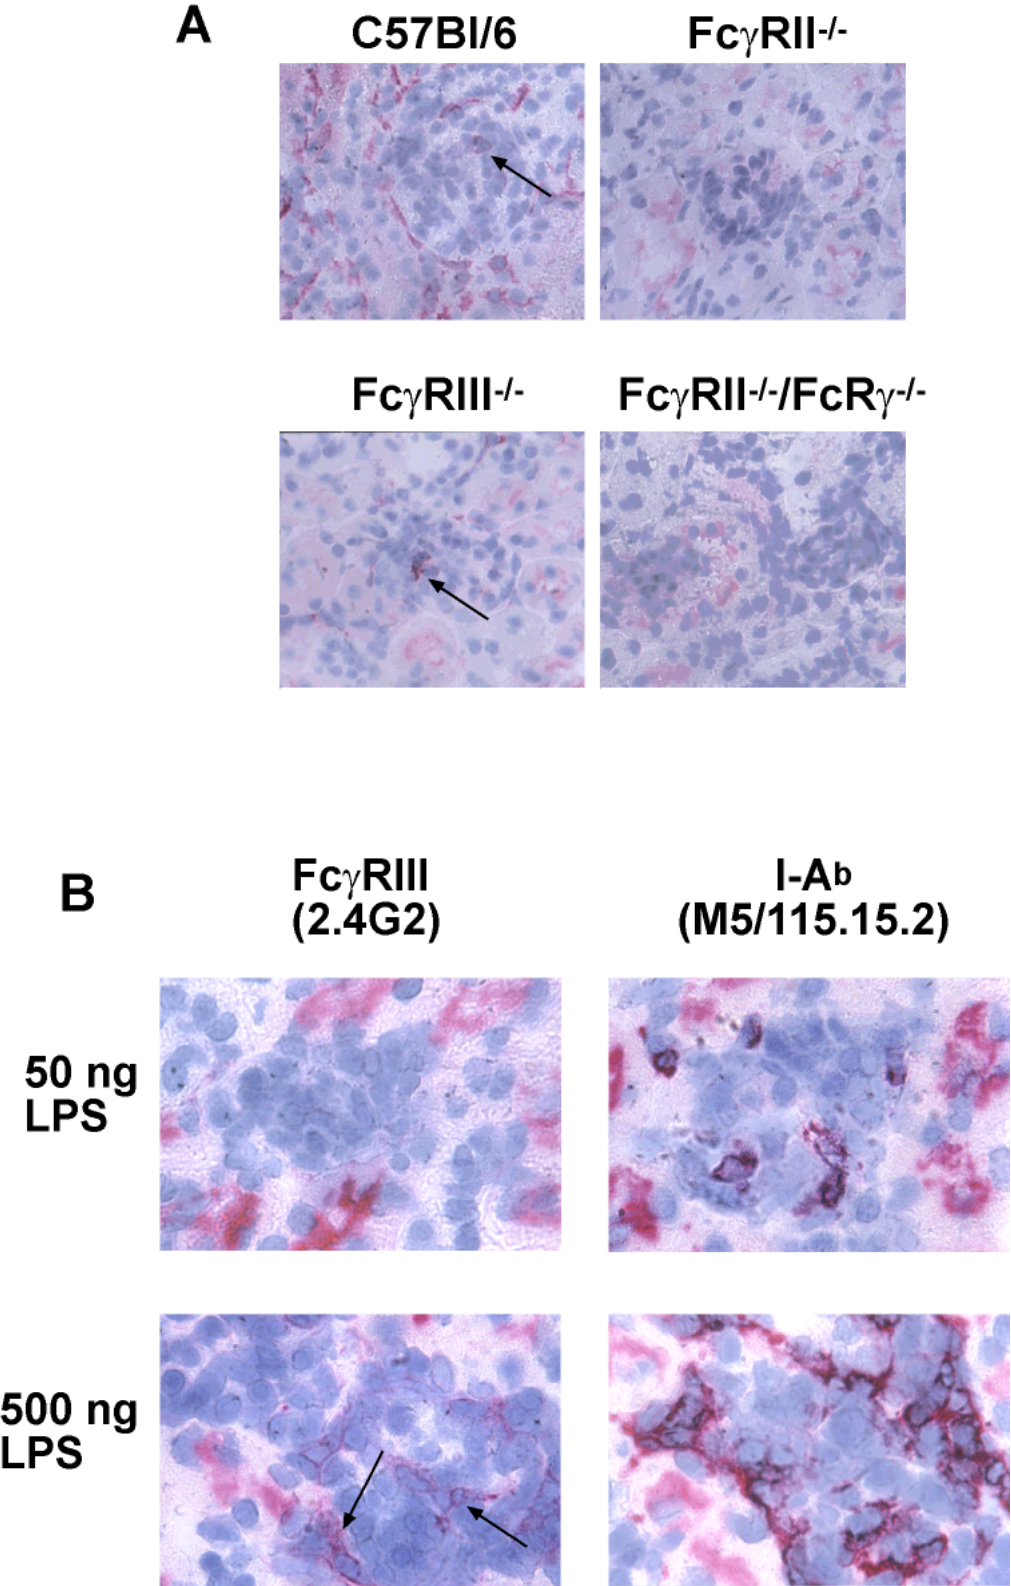 A
C57Bl/6
FcγRII-/-
FcγRIII-/-
FcγRII-/-/FcRγ-/-
B
FcγRIII
(2.4G2)
I-Ab
(M5/115.15.2)
50 ng
LPS
500 ng
LPS